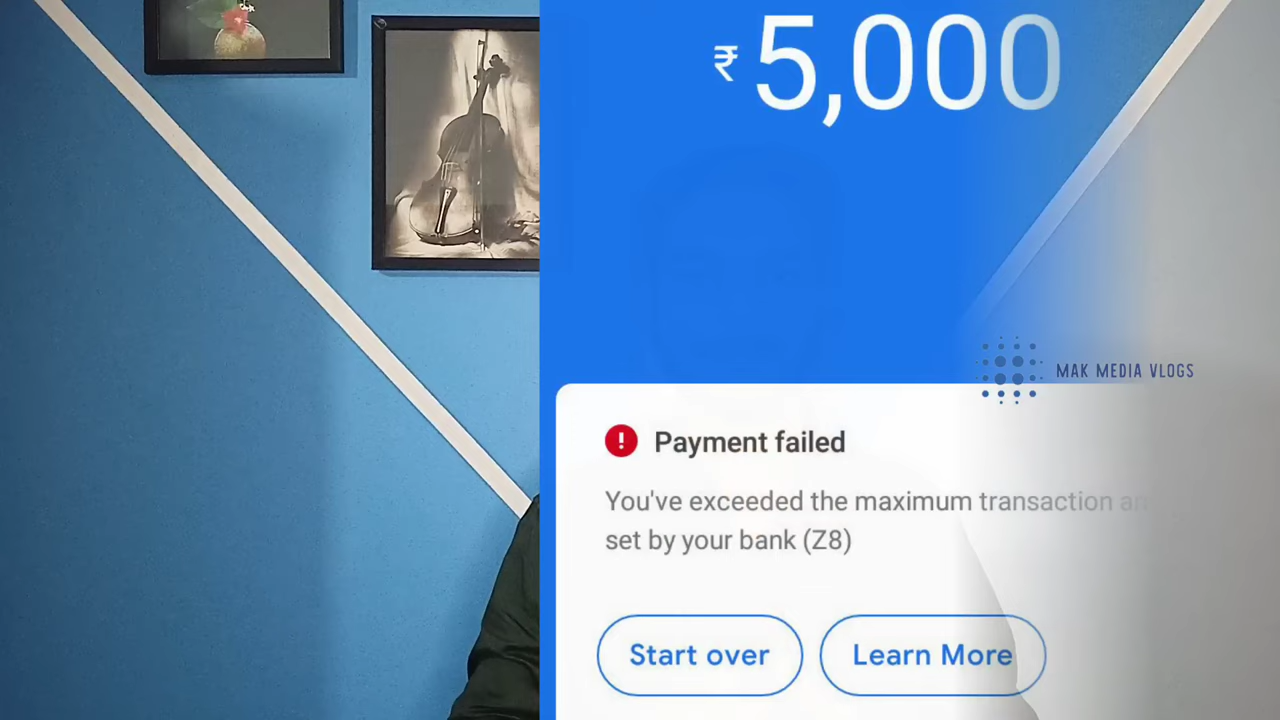 ₹5,000
MAK MEDIA VLOGS
Payment failed
You've exceeded the maximum transaction
set by your bank (Z8)
Start over
Learn More